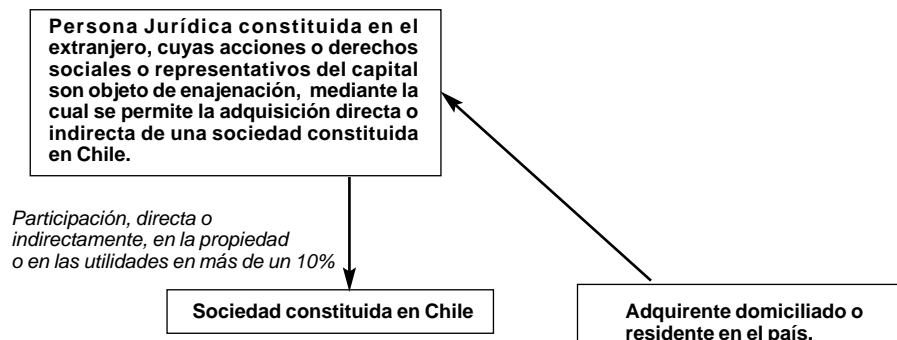 Persona Jurídica constituida en el
extranjero, cuyas acciones o derechos
sociales o representativos del capital
son objeto de enajenación, mediante la
cual se permite la adquisición directa o
indirecta de una sociedad constituida
en Chile.
Participación, directa o
indirectamente, en la propiedad
o en las utilidades en más de un 10%
Sociedad constituida en Chile
Adquirente domiciliado o
residente en el país.